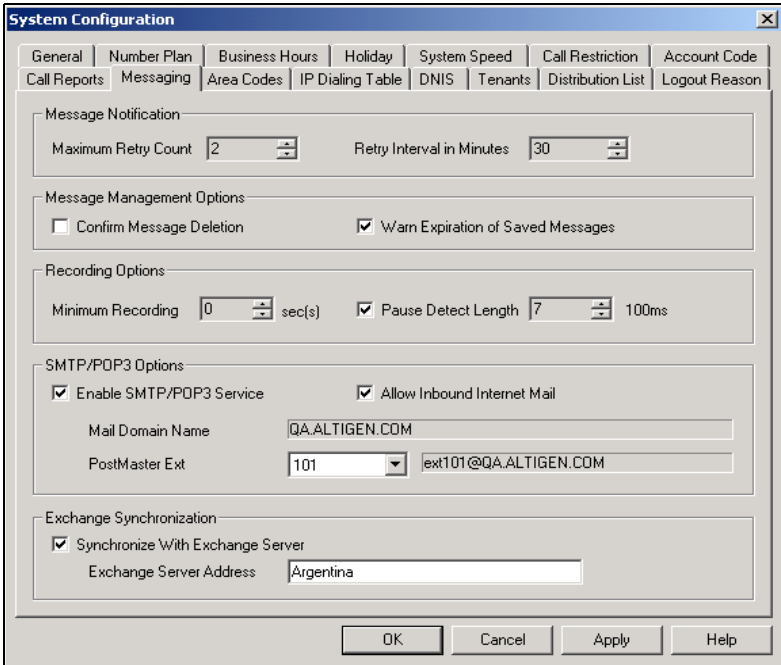 System Configuration
General Number Plan Business Hours Holiday System Speed Call Restriction Account Code
Call Reports Messaging Area Codes IP Dialing Table DNIS Tenants Distribution List Logout Reason
Message Notification
Maximum Retry Count 2 Retry Interval in Minutes 30
Message Management Options
Confirm Message Deletion Warn Expiration of Saved Messages
Recording Options
Minimum Recording 0 sec(s) Pause Detect Length 7 100ms
SMTP/POP3 Options
Enable SMTP/POP3 Service Allow Inbound Internet Mail
Mail Domain Name QA.ALTIGEN.COM
PostMaster Ext 101 ext101@QA.ALTIGEN.COM
Exchange Synchronization
Synchronize With Exchange Server
Exchange Server Address Argentina
OK Cancel Apply Help